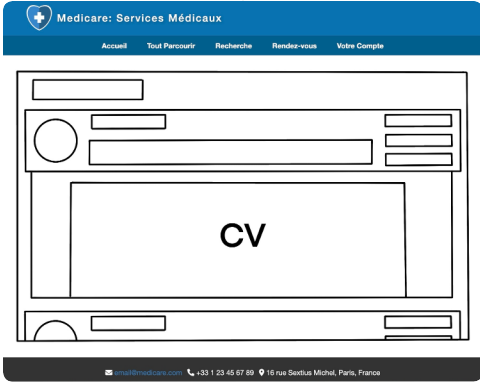 Medicare: Services Médicaux
Accueil Tout Parcourir Recherche Rendez-vous Votre Compte
CV
email@medicare.com +33 1 23 45 67 89 16 rue Sextius Michel, Paris, France